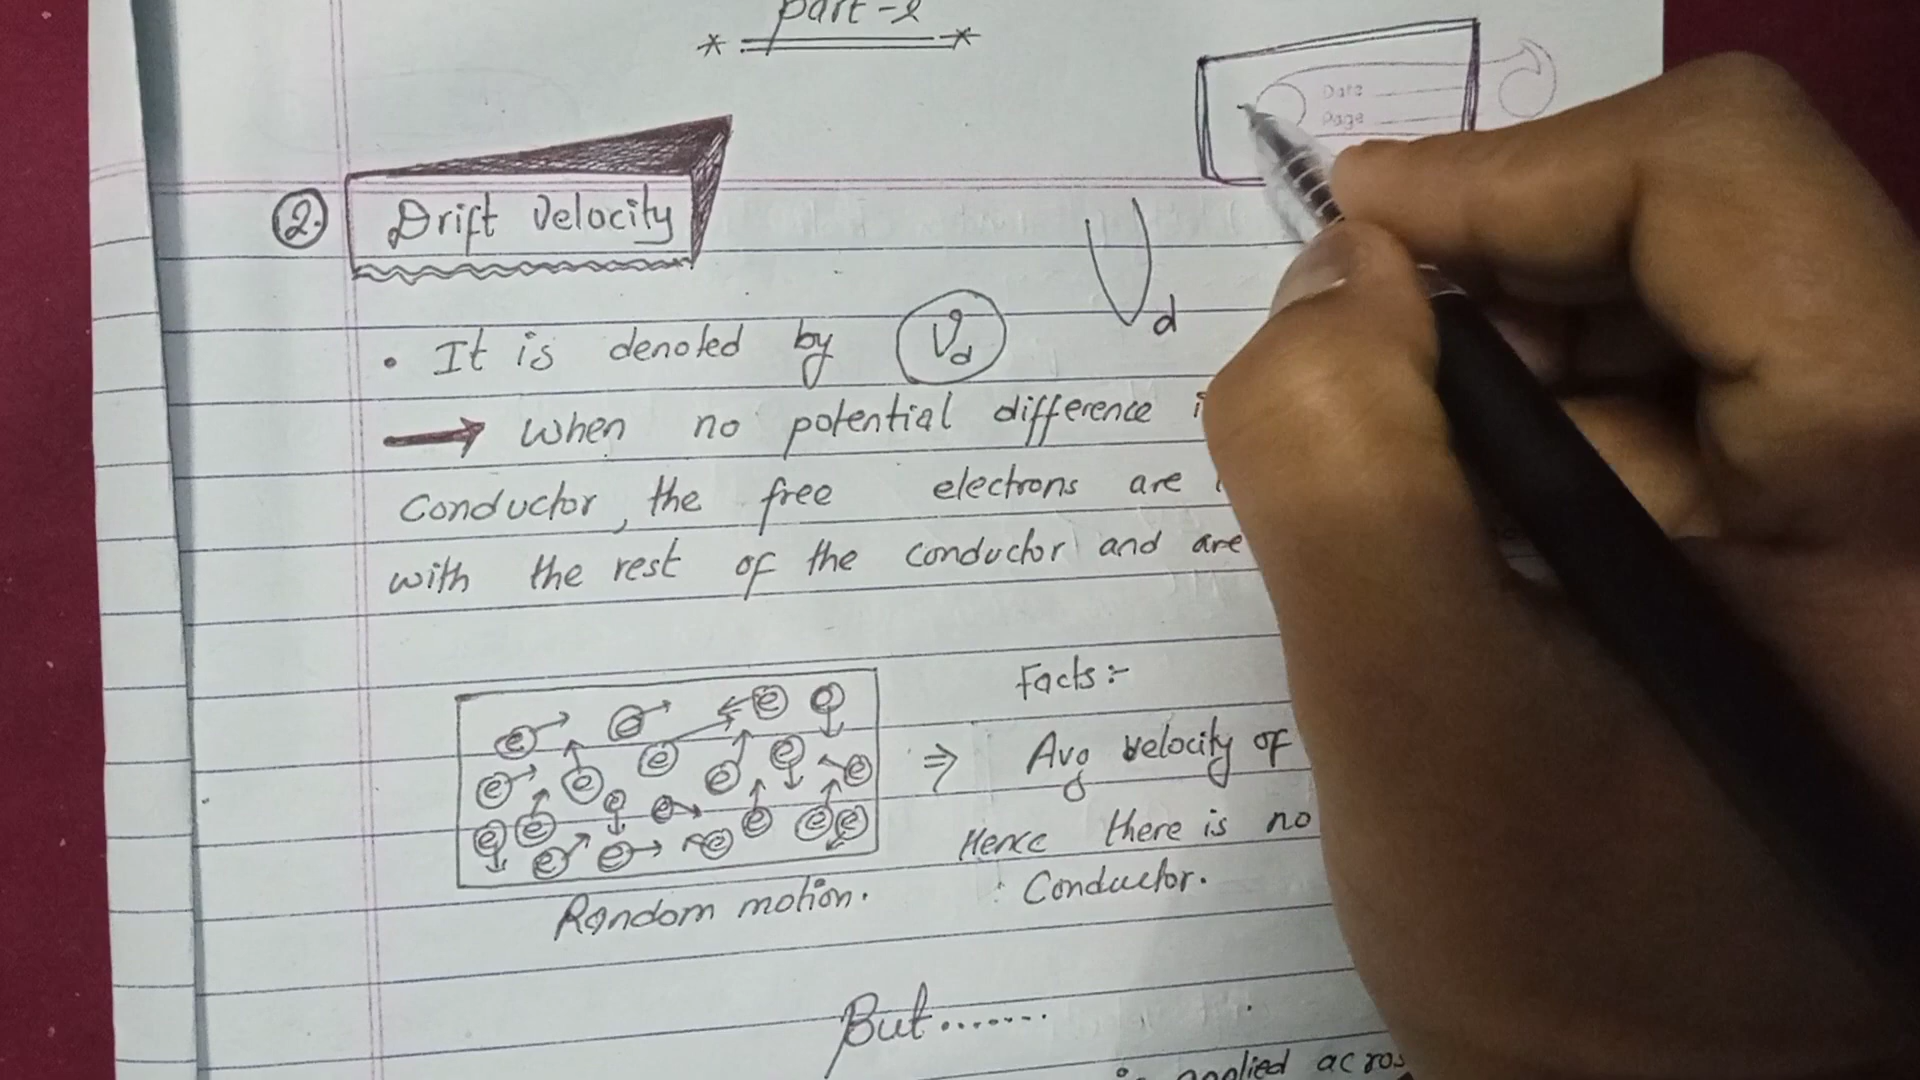 Part-2
Date
Page
2. Drift Velocity
Vd
• It is denoted by Vd
When no potential difference
Conductor, the free electrons are
with the rest of the conductor and are
Facts:-
⇒ Avg velocity of
Hence there is no
Conductor.
Random motion.
But.......
is applied across